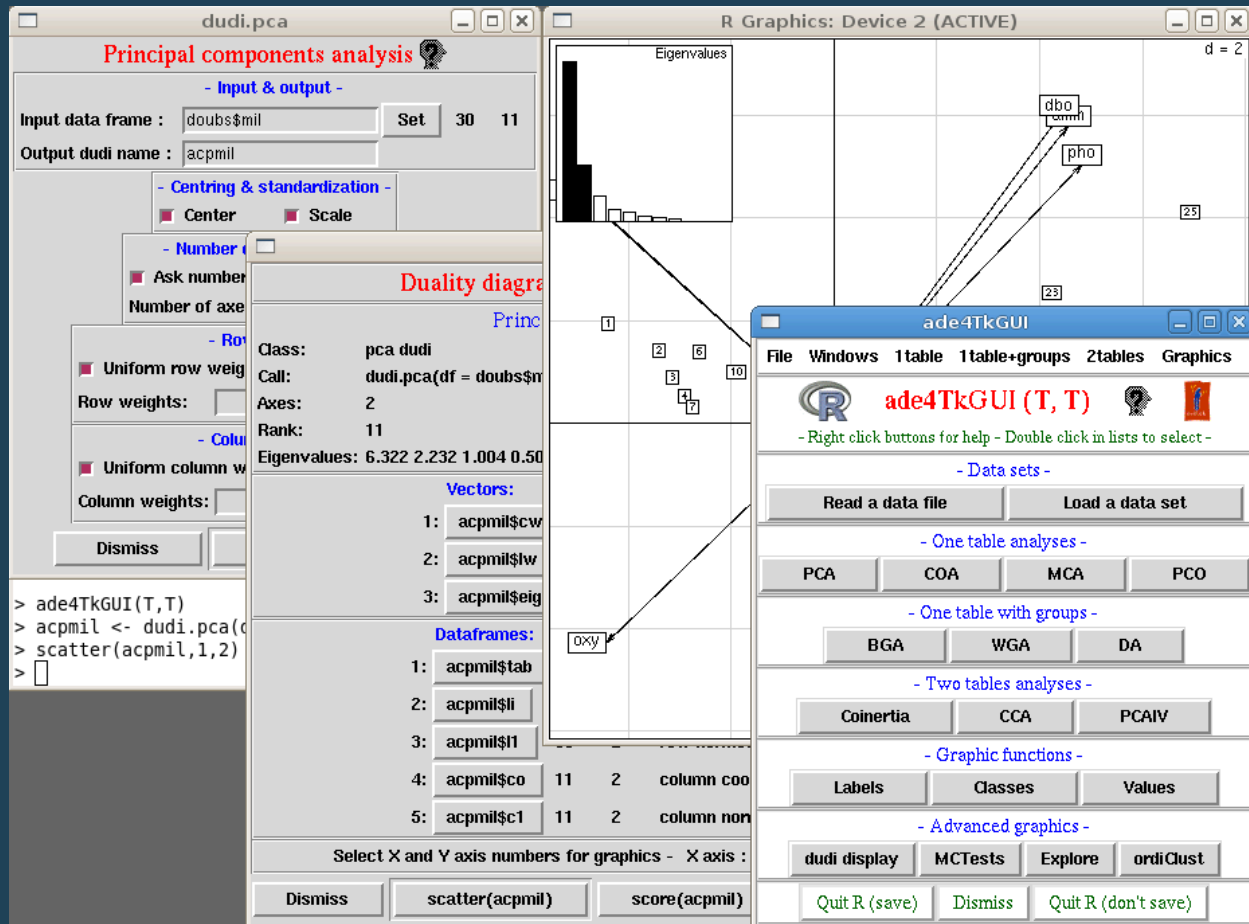 dudi.pca
Principal components analysis
- Input & output -
Input data frame : doubs$mil Set 30 11
Output dudi name : acpmil
- Centring & standardization -
Center Scale
- Number
Ask number
Number of axe
- Row
Uniform row weig
Row weights:
- Colu
Uniform column w
Column weights:
Dismiss
> ade4TkGUI(T,T)
> acpmil <- dudi.pca(d
> scatter(acpmil,1,2)
>
Duality diagra
Princ
Class: pca dudi
Call: dudi.pca(df = doubs$m
Axes: 2
Rank: 11
Eigenvalues: 6.322 2.232 1.004 0.50
Vectors:
1: acpmil$cw
2: acpmil$lw
3: acpmil$eig
Dataframes:
1: acpmil$tab
2: acpmil$li
3: acpmil$l1
4: acpmil$co 11 2 column coo
5: acpmil$c1 11 2 column nor
Select X and Y axis numbers for graphics - X axis :
Dismiss scatter(acpmil) score(acpmil)
R Graphics: Device 2 (ACTIVE)
Eigenvalues
d = 2
dbo
pho
25
23
1
2
6
3
10
4
7
oxy
ade4TkGUI
File Windows 1table 1table+groups 2tables Graphics
R ade4TkGUI (T, T)
- Right click buttons for help - Double click in lists to select -
- Data sets -
Read a data file Load a data set
- One table analyses -
PCA COA MCA PCO
- One table with groups -
BGA WGA DA
- Two tables analyses -
Coinertia CCA PCAIV
- Graphic functions -
Labels Classes Values
- Advanced graphics -
dudi display MCTests Explore ordiClust
Quit R (save) Dismiss Quit R (don't save)